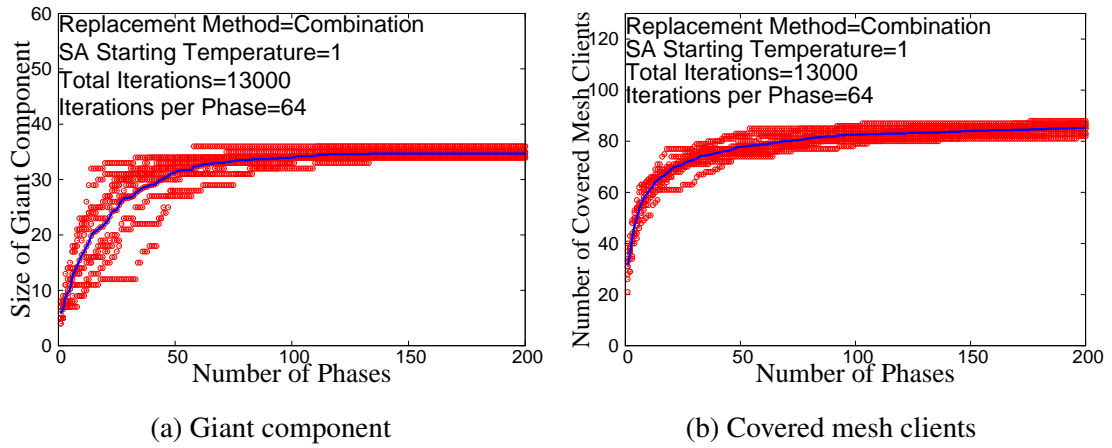 Replacement Method=Combination
SA Starting Temperature=1
Total Iterations=13000
Iterations per Phase=64
Size of Giant Component
60
50
40
30
20
10
0
0 50 100 150 200
Number of Phases
(a) Giant component
Replacement Method=Combination
SA Starting Temperature=1
Total Iterations=13000
Iterations per Phase=64
Number of Covered Mesh Clients
120
100
80
60
40
20
0
0 50 100 150 200
Number of Phases
(b) Covered mesh clients